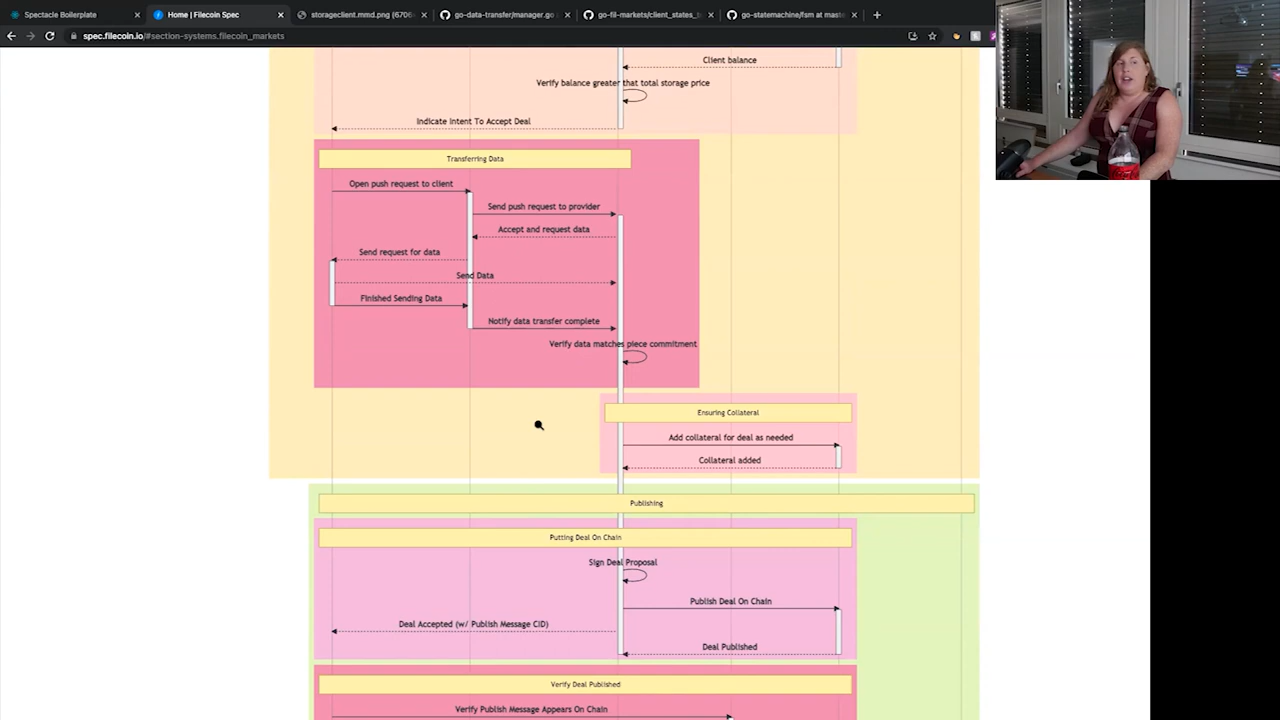 Spectacle Boilerplate
Home | Filecoin Spec
storageclient.mmd.png (6706×
go-data-transfer/manager.go
go-fil-markets/client_states_
go-statemachine/fsm at mast
spec.filecoin.io/#section-systems.filecoin_markets
Client balance
Verify balance greater that total storage price
Indicate Intent To Accept Deal
Transferring Data
Open push request to client
Send push request to provider
Accept and request data
Send request for data
Send Data
Finished Sending Data
Notify data transfer complete
Verify data matches piece commitment
Ensuring Collateral
Add collateral for deal as needed
Collateral added
Publishing
Putting Deal On Chain
Sign Deal Proposal
Publish Deal On Chain
Deal Accepted (w/ Publish Message CID)
Deal Published
Verify Deal Published
Verify Publish Message Appears On Chain